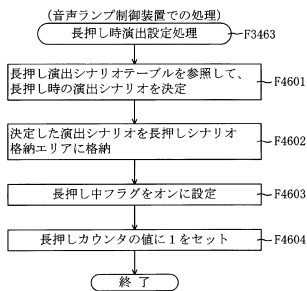 (音声ランプ制御装置での処理)
長押し時演出設定処理
F3463
長押し演出シナリオテーブルを参照して、
長押し時の演出シナリオを決定
F4601
決定した演出シナリオを長押しシナリオ
格納エリアに格納
F4602
長押し中フラグをオンに設定
F4603
長押しカウンタの値に1をセット
F4604
終了